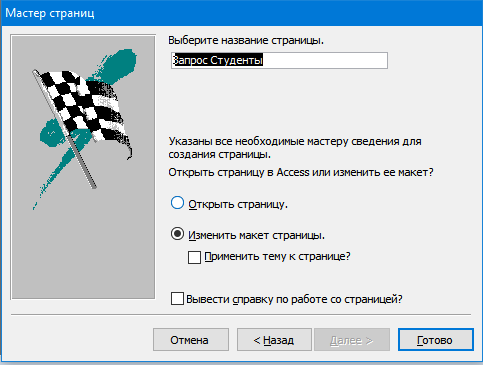 Мастер страниц
Выберите название страницы.
Запрос Студенты
Указаны все необходимые мастеру сведения для
создания страницы.
Открыть страницу в Access или изменить ее макет?
Открыть страницу.
Изменить макет страницы.
Применить тему к странице?
Вывести справку по работе со страницей?
Отмена
< Назад
Далее >
Готово